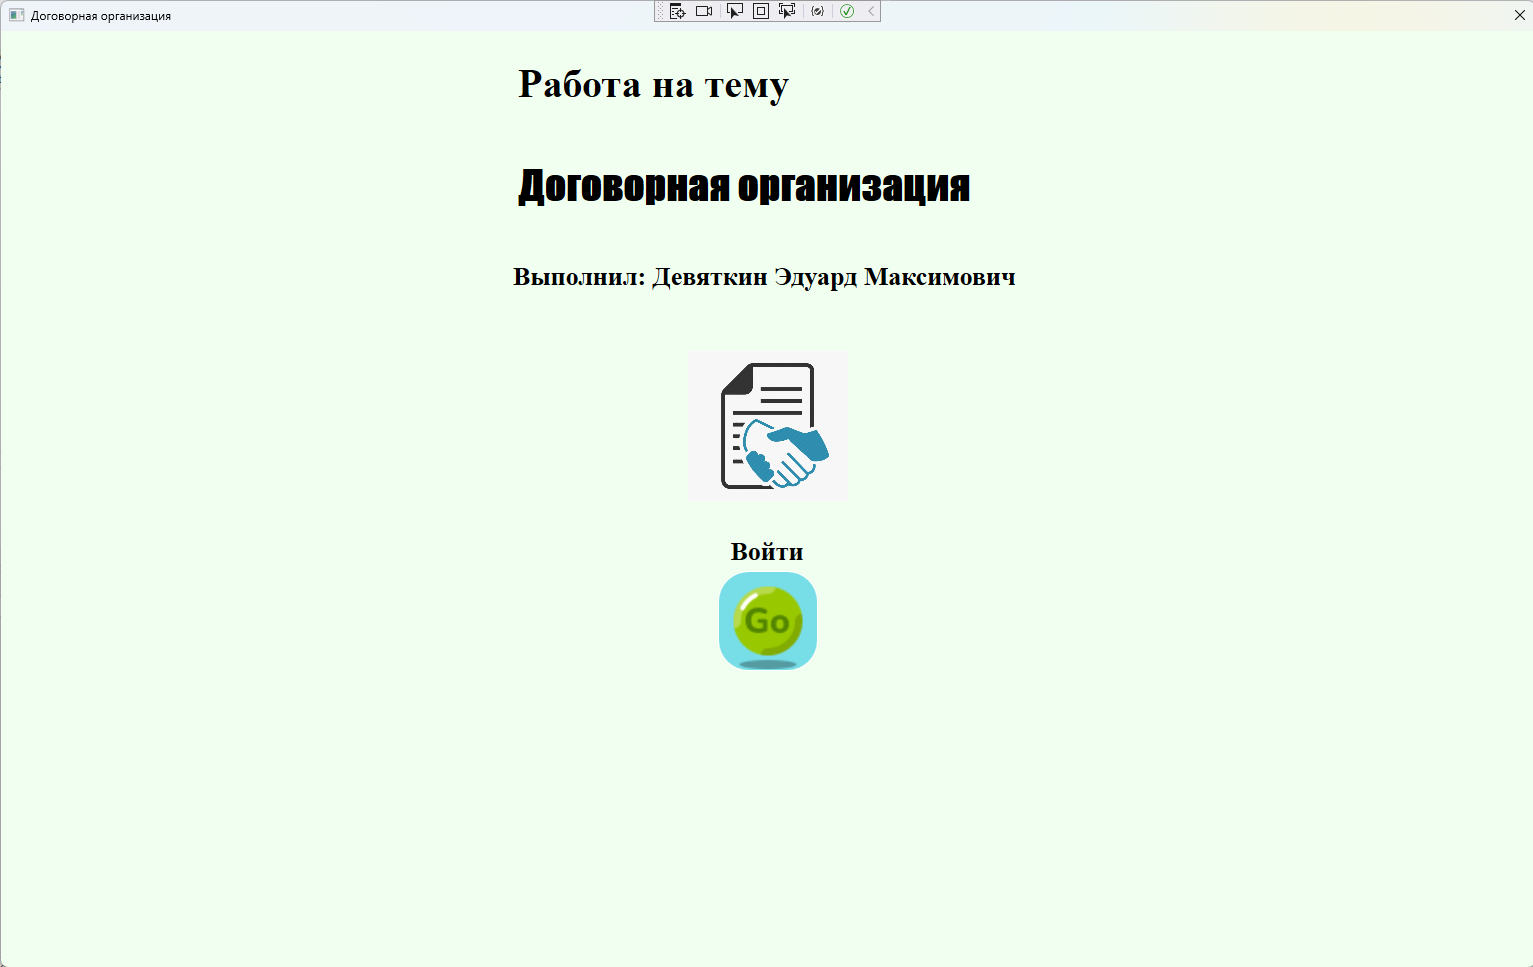 Договорная организация
Работа на тему
Договорная организация
Выполнил: Девяткин Эдуард Максимович
Войти
Go